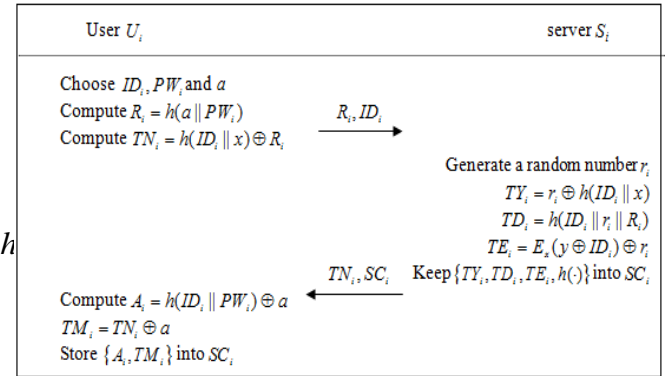 User U_i server S_i
Choose ID_i, PW_i and a
Compute R_i = h(a || PW_i)
R_i, ID_i
Compute TN_i = h(ID_i || x) ⊕ R_i
Generate a random number r_i
TY_i = r_i ⊕ h(ID_i || x)
TD_i = h(ID_i || r_i || R_i)
h
TE_i = E_x(y ⊕ ID_i) ⊕ r_i
TN_i, SC_i Keep {TY_i, TD_i, TE_i, h(·)} into SC_i
Compute A_i = h(ID_i || PW_i) ⊕ a
TM_i = TN_i ⊕ a
Store {A_i, TM_i} into SC_i